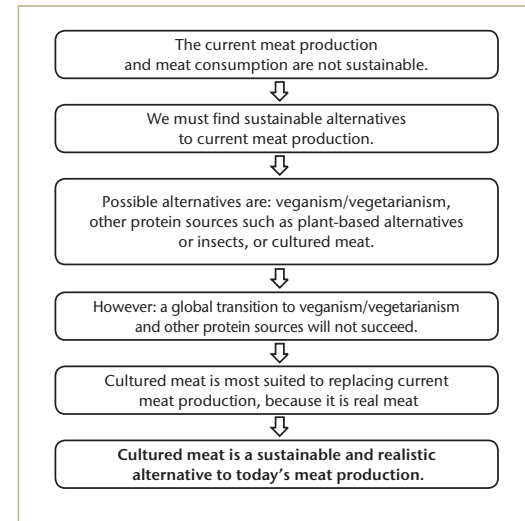 The current meat production
and meat consumption are not sustainable.
We must find sustainable alternatives
to current meat production.
Possible alternatives are: veganism/vegetarianism,
other protein sources such as plant-based alternatives
or insects, or cultured meat.
However: a global transition to veganism/vegetarianism
and other protein sources will not succeed.
Cultured meat is most suited to replacing current
meat production, because it is real meat
Cultured meat is a sustainable and realistic
alternative to today’s meat production.